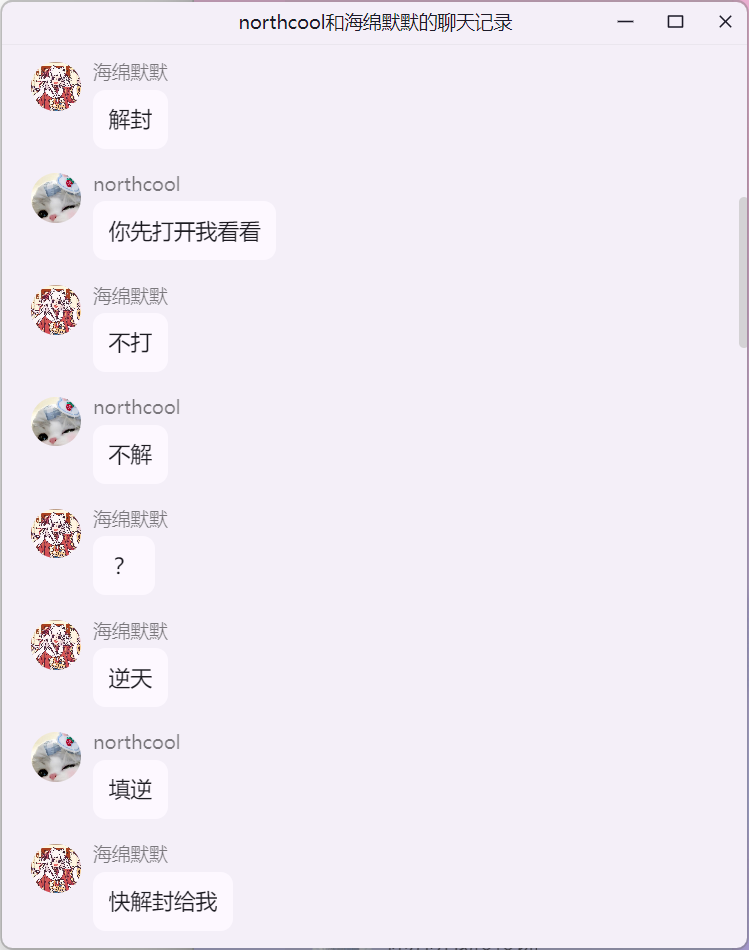 northcool和海绵默默的聊天记录
海绵默默
解封
northcool
你先打开我看看
海绵默默
不打
northcool
不解
海绵默默
？
海绵默默
逆天
northcool
填逆
海绵默默
快解封给我